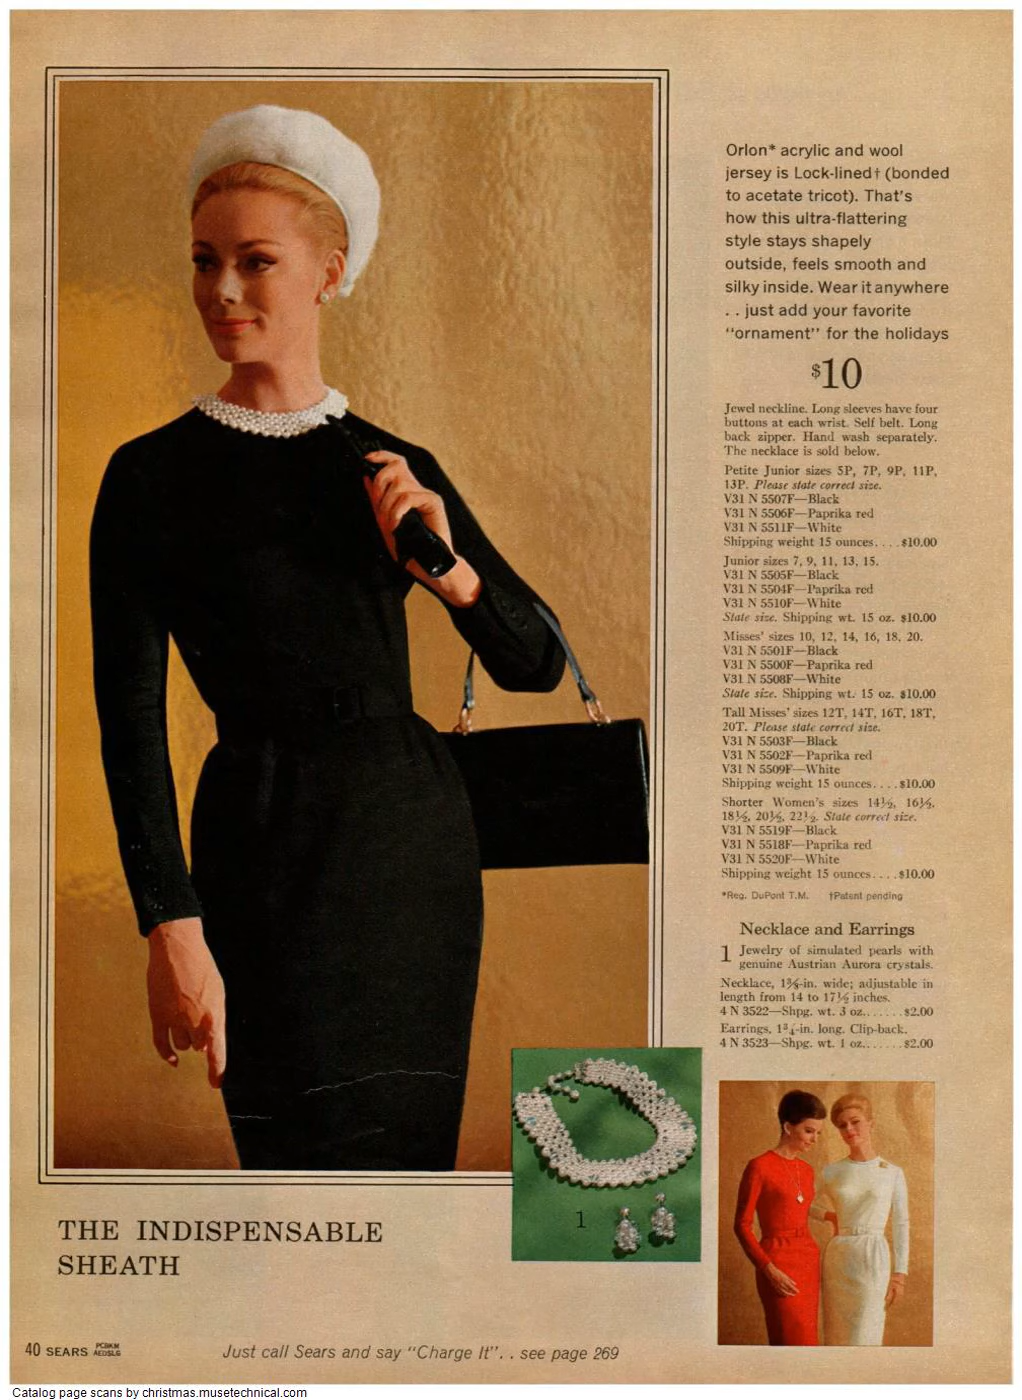 Orlon* acrylic and wool
jersey is Lock-lined† (bonded
to acetate tricot). That's
how this ultra-flattering
style stays shapely
outside, feels smooth and
silky inside. Wear it anywhere
. . just add your favorite
"ornament" for the holidays
$10
Jewel neckline. Long sleeves have four
buttons at each wrist. Self belt. Long
back zipper. Hand wash separately.
The necklace is sold below.
Petite Junior sizes 5P, 7P, 9P, 11P,
13P. Please state correct size.
V31 N 5507F—Black
V31 N 5506F—Paprika red
V31 N 5511F—White
Shipping weight 15 ounces. . . . $10.00
Junior sizes 7, 9, 11, 13, 15.
V31 N 5505F—Black
V31 N 5504F—Paprika red
V31 N 5510F—White
State size. Shipping wt. 15 oz. $10.00
Misses' sizes 10, 12, 14, 16, 18, 20.
V31 N 5501F—Black
V31 N 5500F—Paprika red
V31 N 5508F—White
State size. Shipping wt. 15 oz. $10.00
Tall Misses' sizes 12T, 14T, 16T, 18T,
20T. Please state correct size.
V31 N 5503F—Black
V31 N 5502F—Paprika red
V31 N 5509F—White
Shipping weight 15 ounces. . . . $10.00
Shorter Women's sizes 14½, 16½,
18½, 20½, 22½. State correct size.
V31 N 5519F—Black
V31 N 5518F—Paprika red
V31 N 5520F—White
Shipping weight 15 ounces. . . . $10.00
*Reg. DuPont T.M. †Patent pending
Necklace and Earrings
1 Jewelry of simulated pearls with
genuine Austrian Aurora crystals.
Necklace, wide; adjustable in
length from 14 to 17½ inches.
4 N 3522—Shpg. wt. 3 oz. . . . . . . $2.00
Earrings, 1¾-in. long. Clip-back.
4 N 3523—Shpg. wt. 1 oz. . . . . . . $2.00
1
THE INDISPENSABLE
SHEATH
40 SEARS PCBKM
AEDSLG
Just call Sears and say "Charge It". . see page 269
Catalog page scans by christmas.musetechnical.com